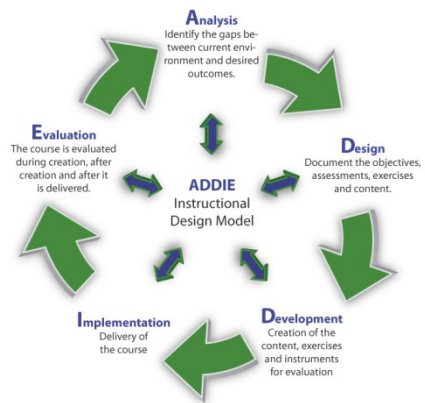 Analysis
Identify the gaps be-
tween current envi-
ronment and desired
outcomes.
Design
Document the objectives,
assessments, exercises
and content.
Development
Creation of the
content, exercises
and instruments
for evaluation
Implementation
Delivery of
the course
Evaluation
The course is evaluated
during creation, after
creation and after it
is delivered.
ADDIE
Instructional
Design Model